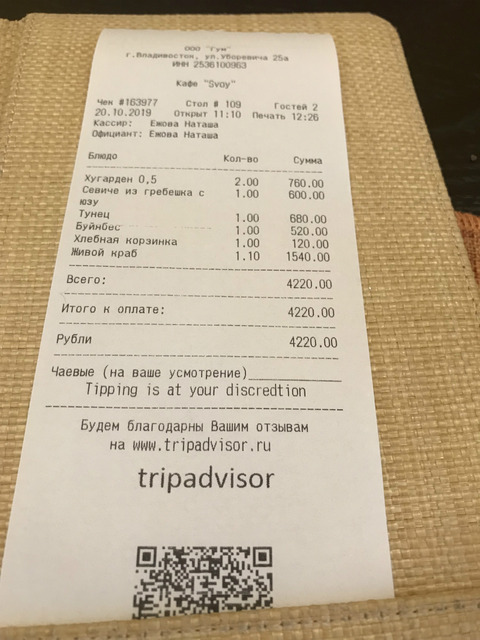 ООО "Гум"
г.Владивосток, ул.Уборевича 25а
ИНН 2536100963
Кафе "Svoy"
Чек #163977 Стол # 109 Гостей 2
20.10.2019 Открыт 11:10 Печать 12:26
Кассир: Ежова Наташа
Официант: Ежова Наташа
Блюдо Кол-во Сумма
Хугарден 0,5 2.00 760.00
Севиче из гребешка с 1.00 600.00
юзу
Тунец 1.00 680.00
Буйнбес 1.00 520.00
Хлебная корзинка 1.00 120.00
Живой краб 1.10 1540.00
Всего: 4220.00
Итого к оплате: 4220.00
Рубли 4220.00
Чаевые (на ваше усмотрение)
Tipping is at your discredtion
Будем благодарны Вашим отзывам
на www.tripadvisor.ru
tripadvisor